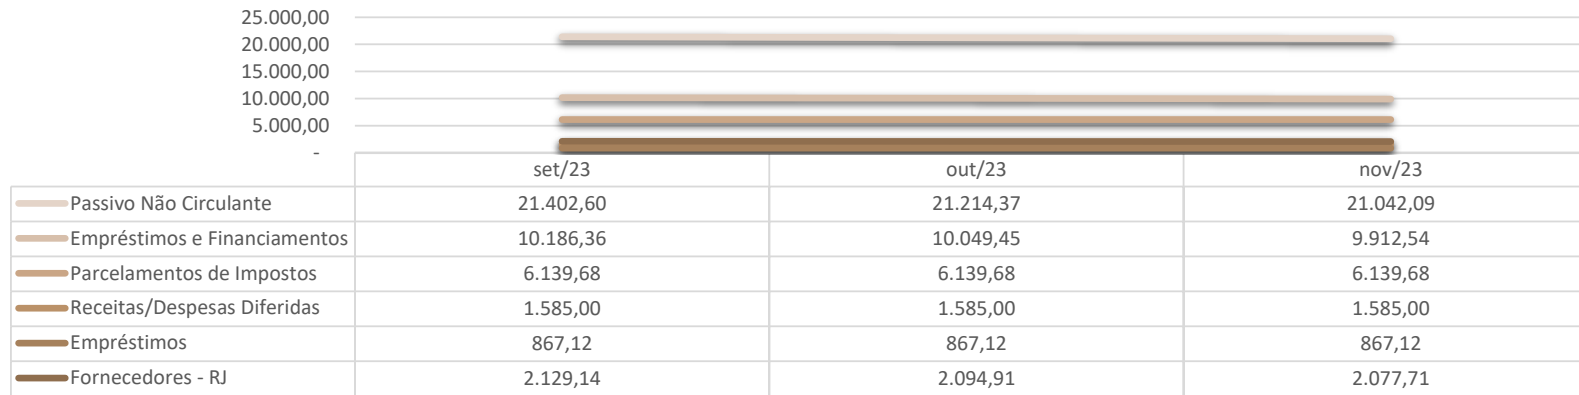 25.000,00
20.000,00
15.000,00
10.000,00
5.000,00
-
set/23 out/23 nov/23
Passivo Não Circulante 21.402,60 21.214,37 21.042,09
Empréstimos e Financiamentos 10.186,36 10.049,45 9.912,54
Parcelamentos de Impostos 6.139,68 6.139,68 6.139,68
Receitas/Despesas Diferidas 1.585,00 1.585,00 1.585,00
Empréstimos 867,12 867,12 867,12
Fornecedores - RJ 2.129,14 2.094,91 2.077,71